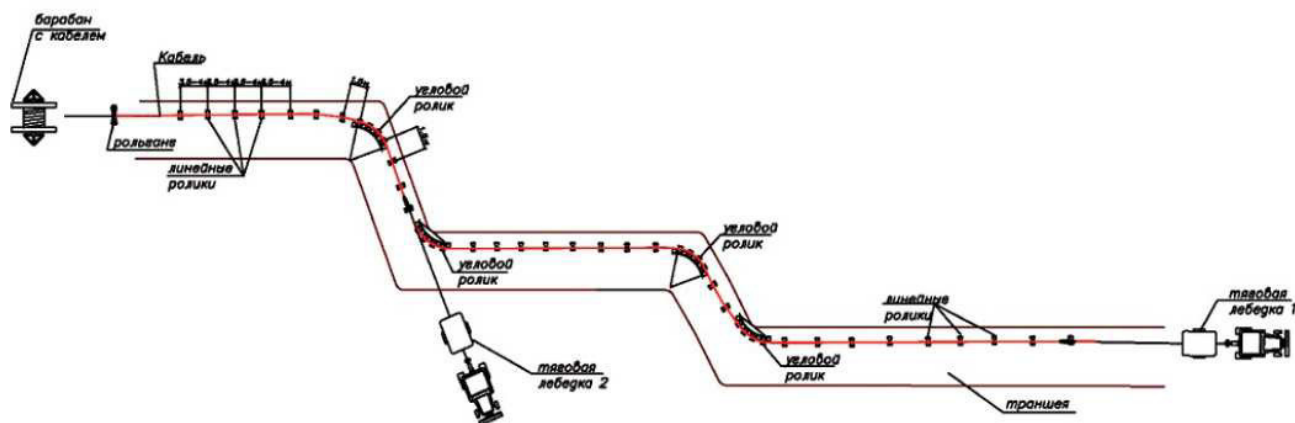 барабан
с кабелем
Кабель
угловой
ролик
рольганг
линейные
ролики
угловой
ролик
угловой
ролик
линейные
ролики
тяговая
лебедка 1
тяговая
лебедка 2
угловой
ролик
траншея